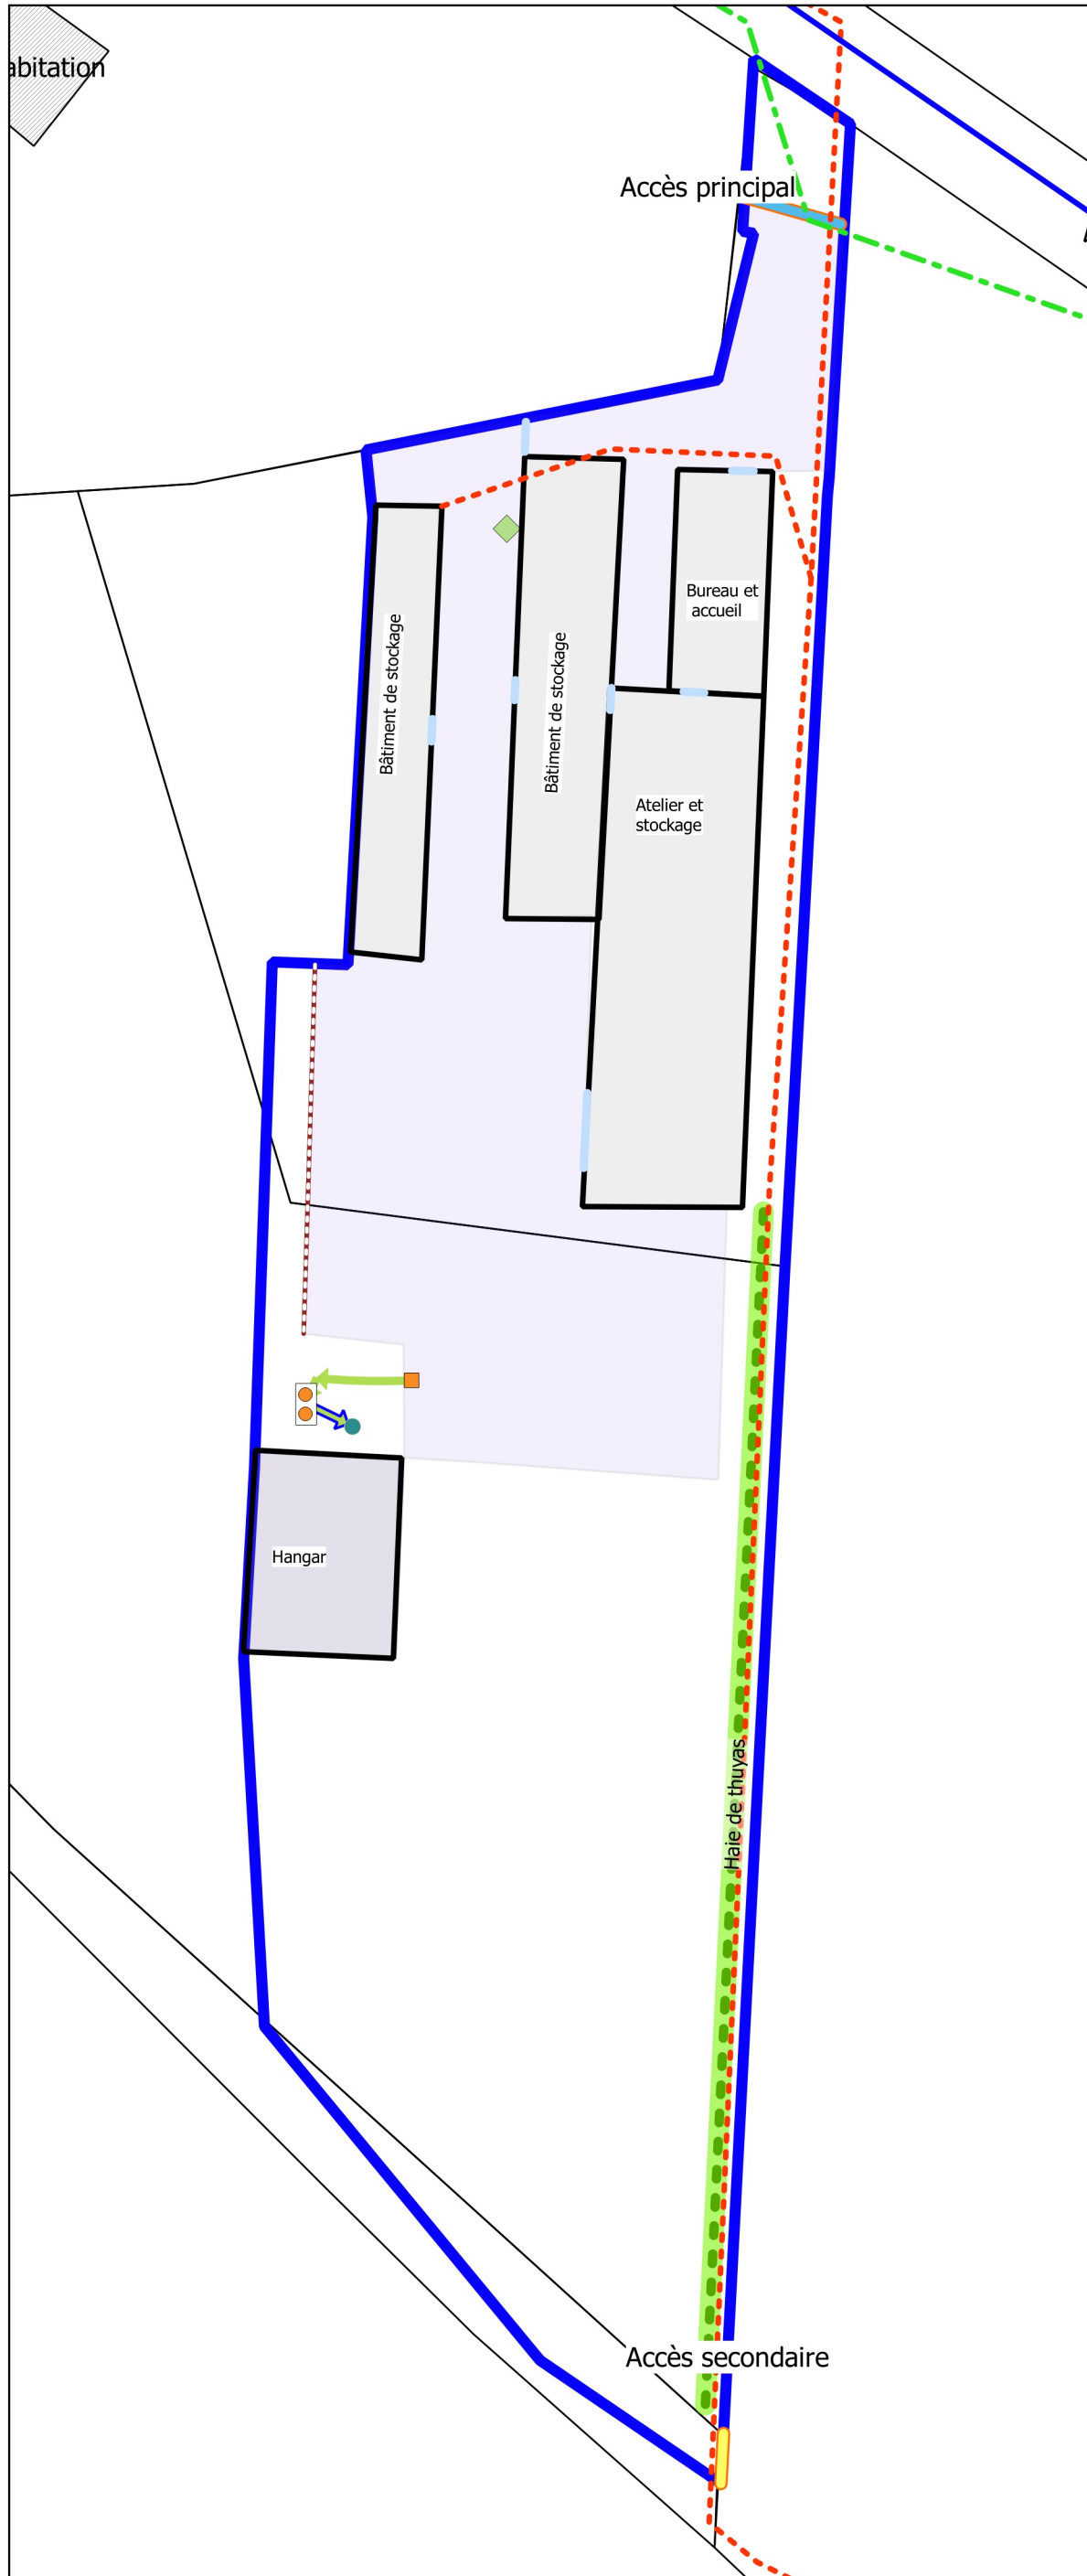 abitation
Accès principal
Bureau et
accueil
Bâtiment de stockage
Bâtiment de stockage
Atelier et
stockage
Hangar
Haie de thuyas
Accès secondaire